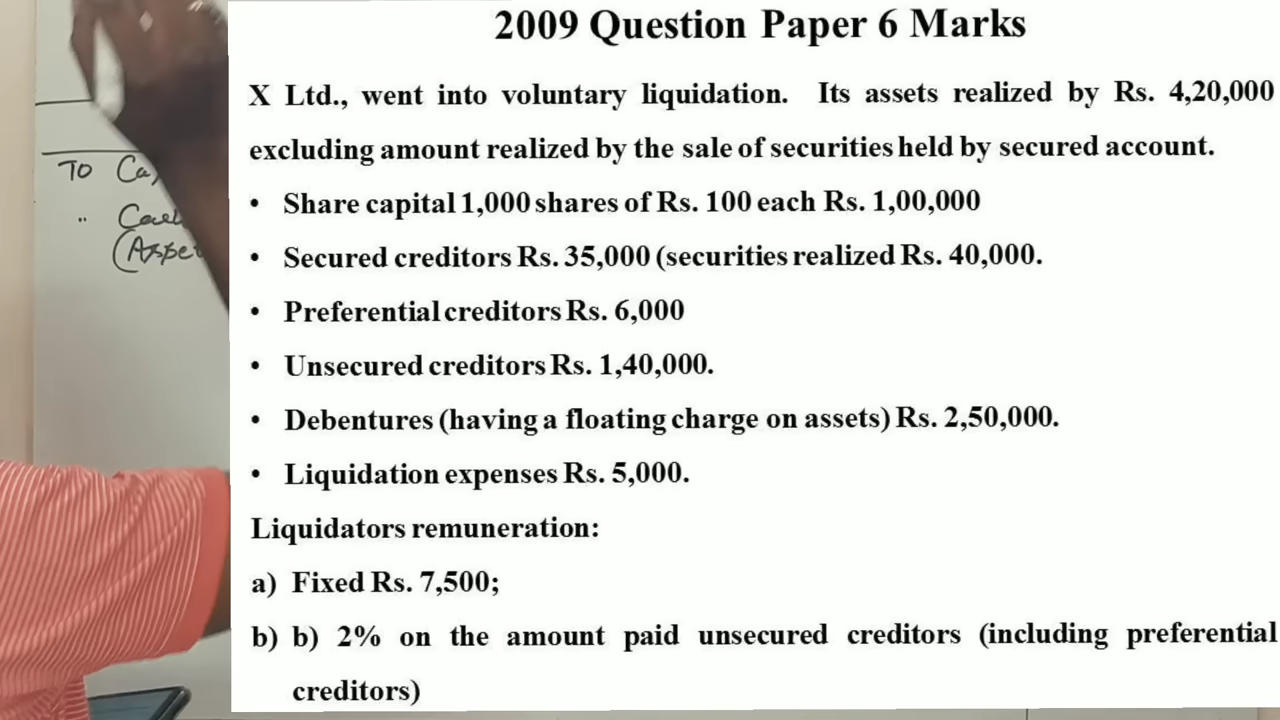 2009 Question Paper 6 Marks
X Ltd., went into voluntary liquidation. Its assets realized by Rs. 4,20,000
excluding amount realized by the sale of securities held by secured account.
• Share capital 1,000 shares of Rs. 100 each Rs. 1,00,000
• Secured creditors Rs. 35,000 (securities realized Rs. 40,000.
• Preferential creditors Rs. 6,000
• Unsecured creditors Rs. 1,40,000.
• Debentures (having a floating charge on assets) Rs. 2,50,000.
• Liquidation expenses Rs. 5,000.
Liquidators remuneration:
a) Fixed Rs. 7,500;
b) b) 2% on the amount paid unsecured creditors (including preferential
creditors)
To
"